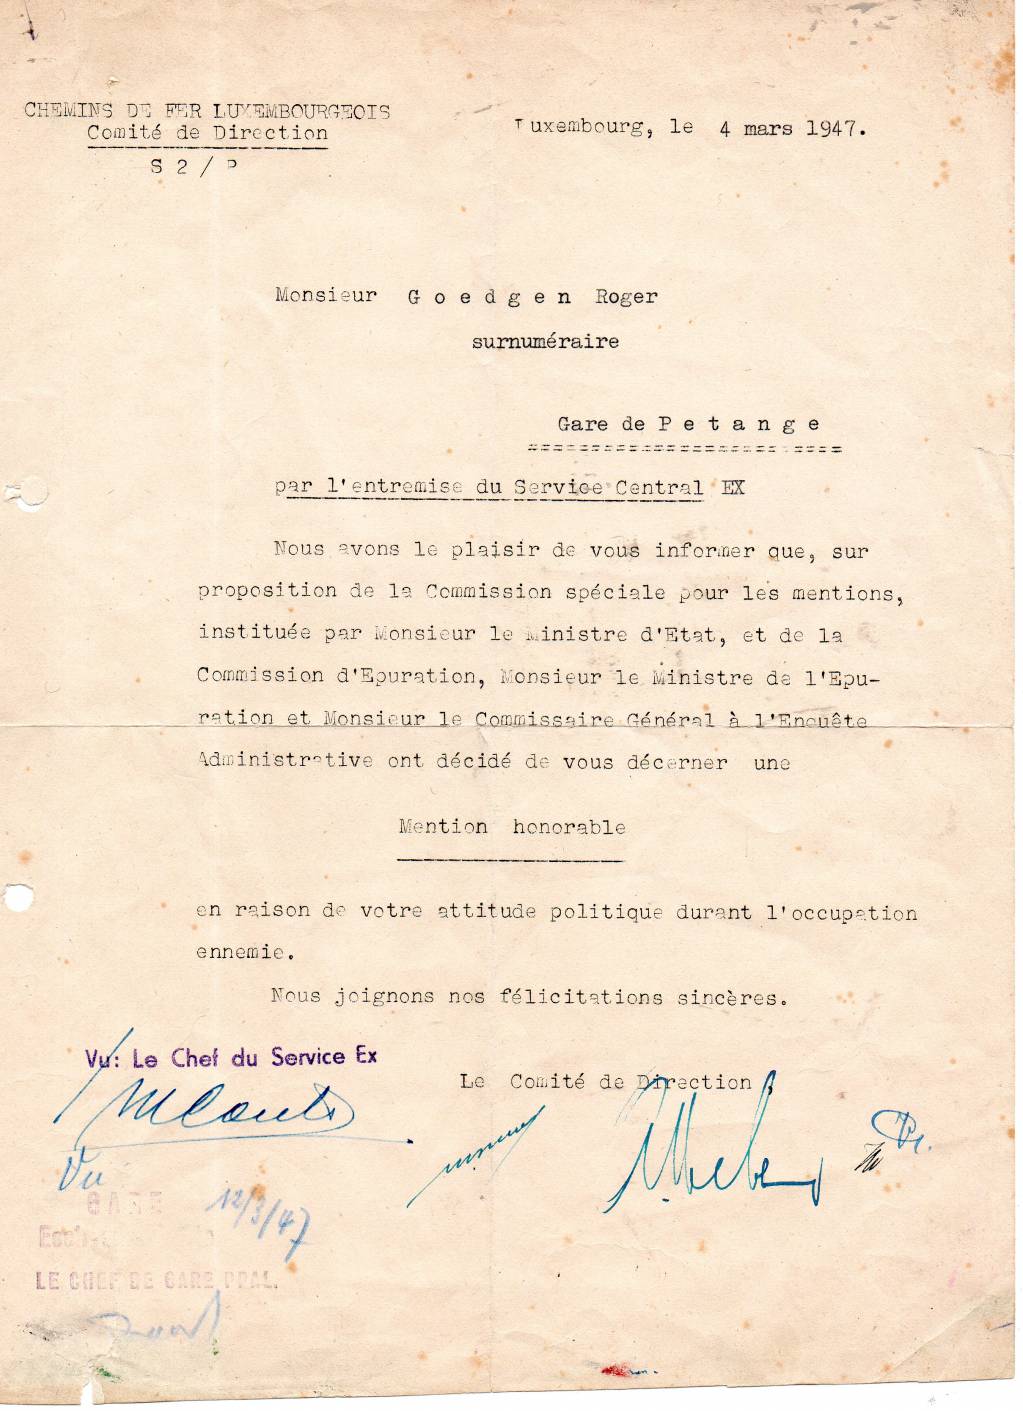 CHEMINS DE FER LUXEMBOURGEOIS
Comité de Direction
S 2 / P
Luxembourg, le 4 mars 1947.
Monsieur G o e d g e n Roger
surnuméraire
Gare de P e t a n g e
par l'entremise du Service Central EX
Nous avons le plaisir de vous informer que, sur
proposition de la Commission spéciale pour les mentions,
instituée par Monsieur le Ministre d'Etat, et de la
Commission d'Epuration, Monsieur le Ministre de l'Epu-
ration et Monsieur le Commissaire Général à l'Enquête
Administrative ont décidé de vous décerner une
Mention honorable
en raison de votre attitude politique durant l'occupation
ennemie.
Nous joignons nos félicitations sincères.
Vu: Le Chef du Service Ex
Le Comité de Direction
Vu
GARE
12/3/47
LE CHEF DE GARE PPAL.